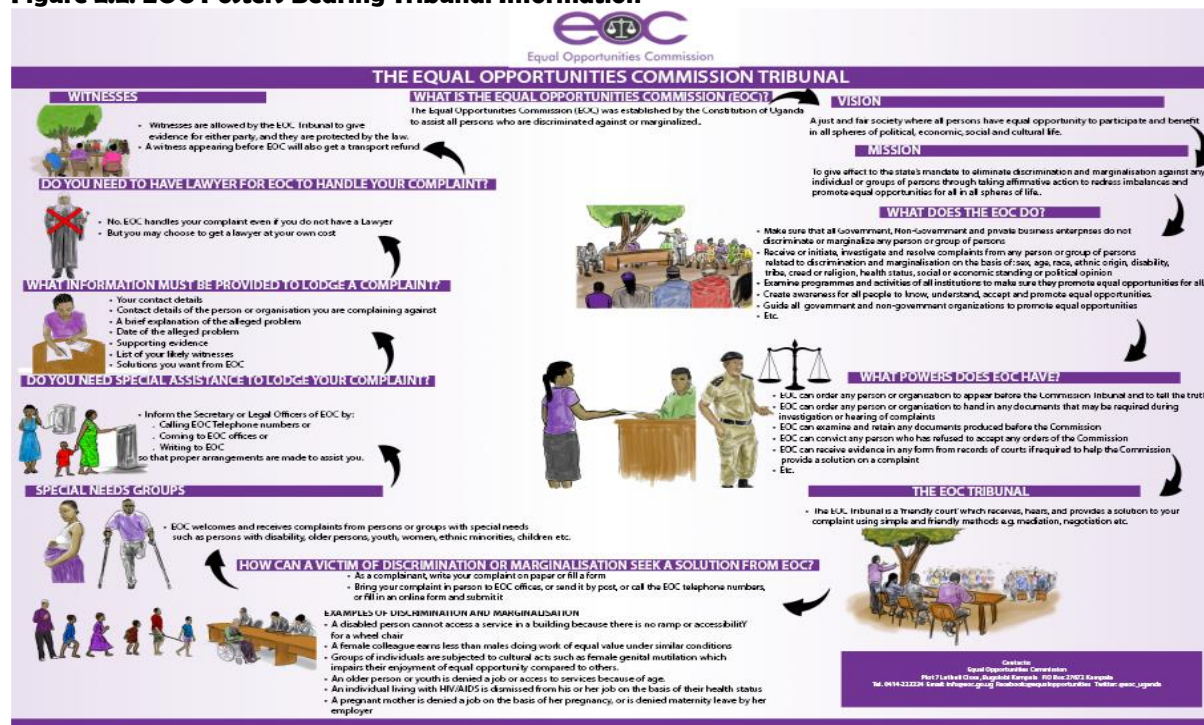 Figure EOC Posters Bearing Tribunal Information
eoc
Equal Opportunities Commission
THE EQUAL OPPORTUNITIES COMMISSION TRIBUNAL
WHAT IS THE EQUAL OPPORTUNITIES COMMISSION (EOC)?
The Equal Opportunities Commission (EOC) was established by the Constitution of Uganda
to assist all persons who are discriminated against or marginalized..
VISION
A just and fair society where all persons have equal opportunity to participate and benefit
in all spheres of political, economic, social and cultural life.
MISSION
To give effect to the state's mandate to eliminate discrimination and marginalisation against any
individual or groups of persons through taking affirmative action to redress imbalances and
promote equal opportunities for all in all spheres of life..
WHAT DOES THE EOC DO?
• Make sure that all Government, Non-Government and private business enterprises do not
discriminate or marginalize any person or group of persons
• Receive or initiate, investigate and resolve complaints from any person or group of persons
related to discrimination and marginalisation on the basis of: sex, age, race, ethnic origin, disability,
tribe, creed or religion, health status, social or economic standing or political opinion
• Examine programmes and activities of all institutions to make sure they promote equal opportunities for all
• Create awareness for all people to know, understand, accept and promote equal opportunities.
• Guide all government and non-government organizations to promote equal opportunities
• Etc.
WHAT POWERS DOES EOC HAVE?
• EOC can order any person or organisation to appear before the Commission Tribunal and to tell the truth
• EOC can order any person or organisation to hand in any documents that may be required during
investigation or hearing of complaints
• EOC can examine and retain any documents produced before the Commission
• EOC can convict any person who has refused to accept any orders of the Commission
• EOC can receive evidence in any form from records of courts if required to help the Commission
provide a solution on a complaint
• Etc.
THE EOC TRIBUNAL
• The EOC Tribunal is a 'friendly court' which receives, hears, and provides a solution to your
complaint using simple and friendly methods e.g. mediation, negotiation etc.
HOW CAN A VICTIM OF DISCRIMINATION OR MARGINALISATION SEEK A SOLUTION FROM EOC?
• As a complainant, write your complaint on paper or fill a form
• Bring your complaint in person to EOC offices, or send it by post, or call the EOC telephone numbers,
or fill in an online form and submit it
EXAMPLES OF DISCRIMINATION AND MARGINALISATION
• A disabled person cannot access a service in a building because there is no ramp or accessibilitY
for a wheel chair
• A female colleague earns less than males doing work of equal value under similar conditions
• Groups of individuals are subjected to cultural acts such as female genital mutilation which
impairs their enjoyment of equal opportunity compared to others.
• An older person or youth is denied a job or access to services because of age.
• An individual living with HIV/AIDS is dismissed from his or her job on the basis of their health status
• A pregnant mother is denied a job on the basis of her pregnancy, or is denied maternity leave by her
employer
SPECIAL NEEDS GROUPS
• EOC welcomes and receives complaints from persons or groups with special needs
such as persons with disability, older persons, youth, women, ethnic minorities, children etc.
DO YOU NEED SPECIAL ASSISTANCE TO LODGE YOUR COMPLAINT?
• Inform the Secretary or Legal Officers of EOC by:
. Calling EOC Telephone numbers or
. Coming to EOC offices or
. Writing to EOC
so that proper arrangements are made to assist you.
WHAT INFORMATION MUST BE PROVIDED TO LODGE A COMPLAINT?
• Your contact details
• Contact details of the person or organisation you are complaining against
• A brief explanation of the alleged problem
• Date of the alleged problem
• Supporting evidence
• List of your likely witnesses
• Solutions you want from EOC
DO YOU NEED TO HAVE LAWYER FOR EOC TO HANDLE YOUR COMPLAINT?
• No. EOC handles your complaint even if you do not have a Lawyer
• But you may choose to get a lawyer at your own cost
WITNESSES
• Witnesses are allowed by the EOC Tribunal to give
evidence for either party, and they are protected by the law.
• A witness appearing before EOC will also get a transport refund
Contacts:
Equal Opportunities Commission
Plot 7 Luthuli Close, Bugolobi Kampala P.O Box 27672 Kampala
Tel. 0414-223234 Email: info@eoc.go.ug Facebook@equalopportunities Twitter: @eoc_uganda